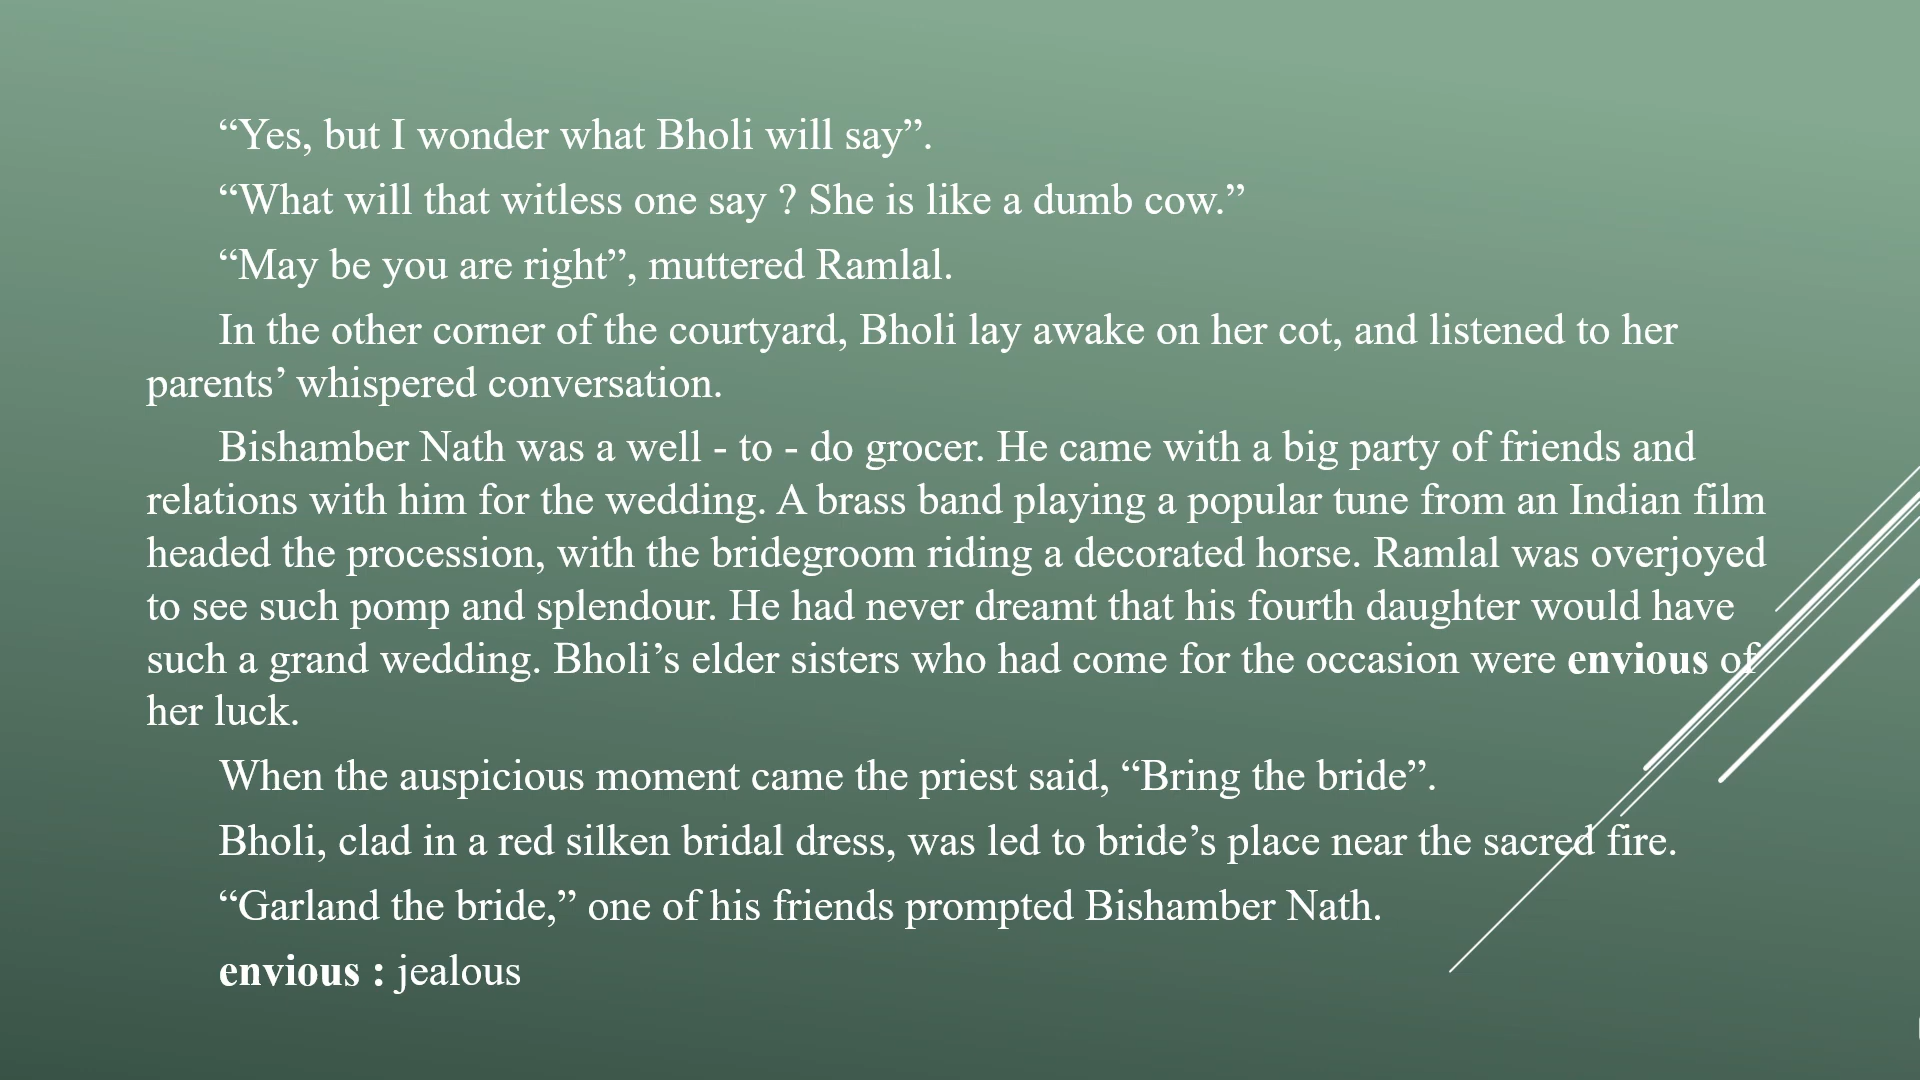 “Yes, but I wonder what Bholi will say”.
“What will that witless one say ? She is like a dumb cow.”
“May be you are right”, muttered Ramlal.
In the other corner of the courtyard, Bholi lay awake on her cot, and listened to her
parents’ whispered conversation.
Bishamber Nath was a well - to - do grocer. He came with a big party of friends and
relations with him for the wedding. A brass band playing a popular tune from an Indian film
headed the procession, with the bridegroom riding a decorated horse. Ramlal was overjoyed
to see such pomp and splendour. He had never dreamt that his fourth daughter would have
such a grand wedding. Bholi’s elder sisters who had come for the occasion were envious of
her luck.
When the auspicious moment came the priest said, “Bring the bride”.
Bholi, clad in a red silken bridal dress, was led to bride’s place near the sacred fire.
“Garland the bride,” one of his friends prompted Bishamber Nath.
envious : jealous